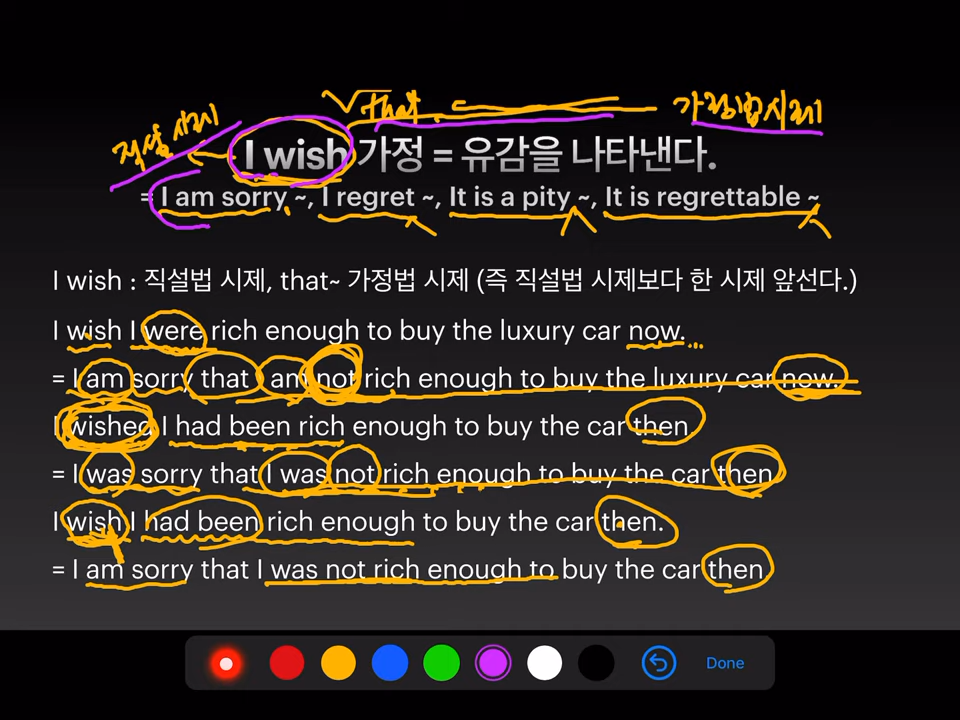 that
가정법시제
직설시제
I wish 가정 = 유감을 나타낸다.
= I am sorry ~, I regret ~, It is a pity ~, It is regrettable ~
I wish : 직설법 시제, that~ 가정법 시제 (즉 직설법 시제보다 한 시제 앞선다.)
I wish I were rich enough to buy the luxury car now.
= I am sorry that I am not rich enough to buy the luxury car now.
I wished I had been rich enough to buy the car then.
= I was sorry that I was not rich enough to buy the car then.
I wish I had been rich enough to buy the car then.
= I am sorry that I was not rich enough to buy the car then.
Done